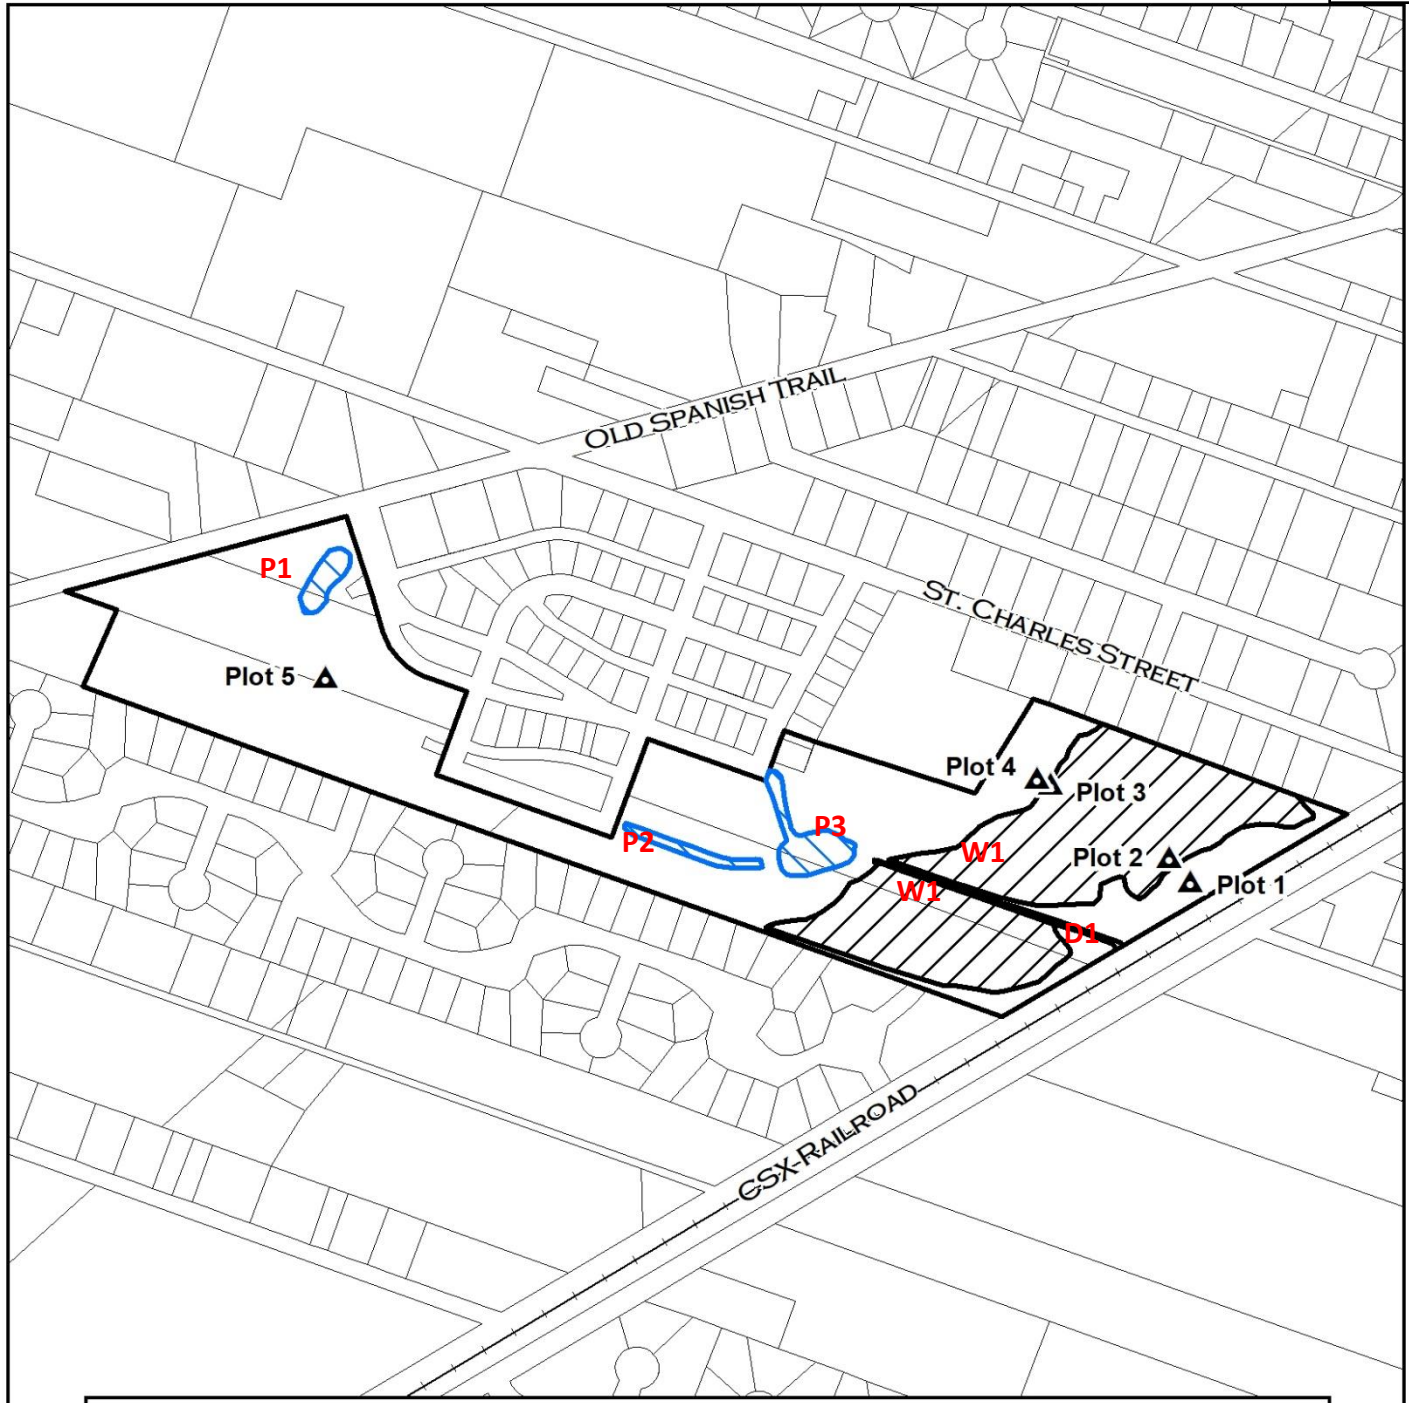 OLD SPANISH TRAIL
P1
ST. CHARLES STREET
Plot 5
Plot 4
Plot 3
P3
P2
W1
Plot 2
W1
Plot 1
D1
CSX-RAILROAD